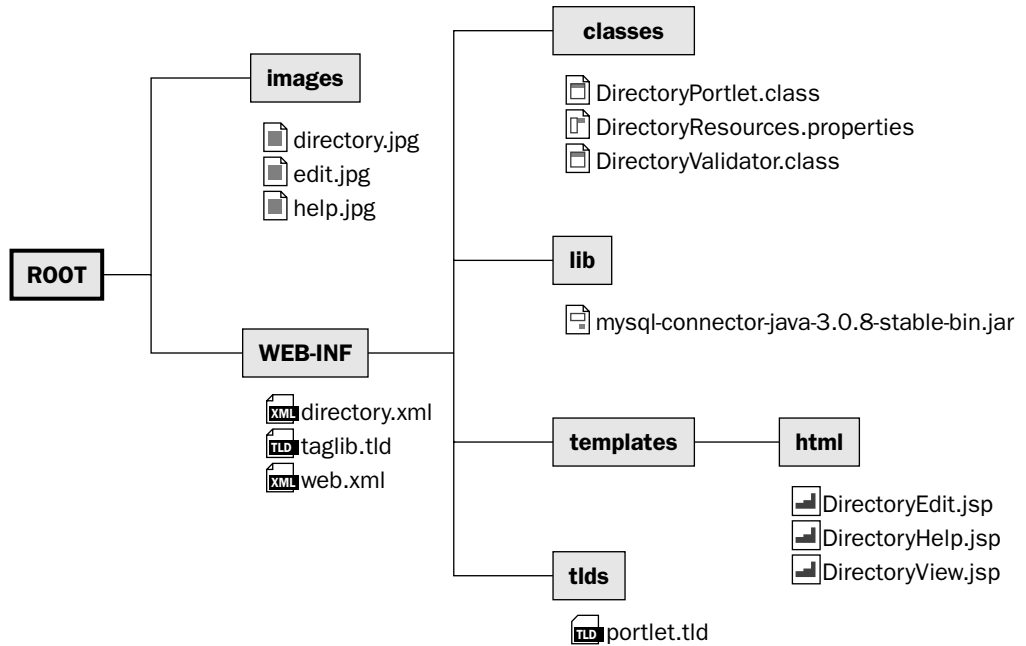 ROOT
images
directory.jpg
edit.jpg
help.jpg
WEB-INF
XML directory.xml
TLD taglib.tld
XML web.xml
classes
DirectoryPortlet.class
DirectoryResources.properties
DirectoryValidator.class
lib
mysql-connector-java-3.0.8-stable-bin.jar
templates
html
DirectoryEdit.jsp
DirectoryHelp.jsp
DirectoryView.jsp
tlds
TLD portlet.tld